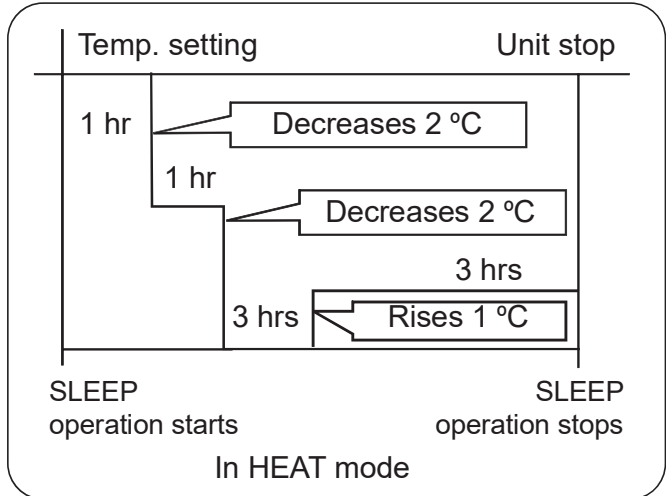 Temp. setting
Unit stop
1 hr
Decreases 2 ºC
1 hr
Decreases 2 ºC
3 hrs
3 hrs
Rises 1 ºC
SLEEP
operation starts
SLEEP
operation stops
In HEAT mode